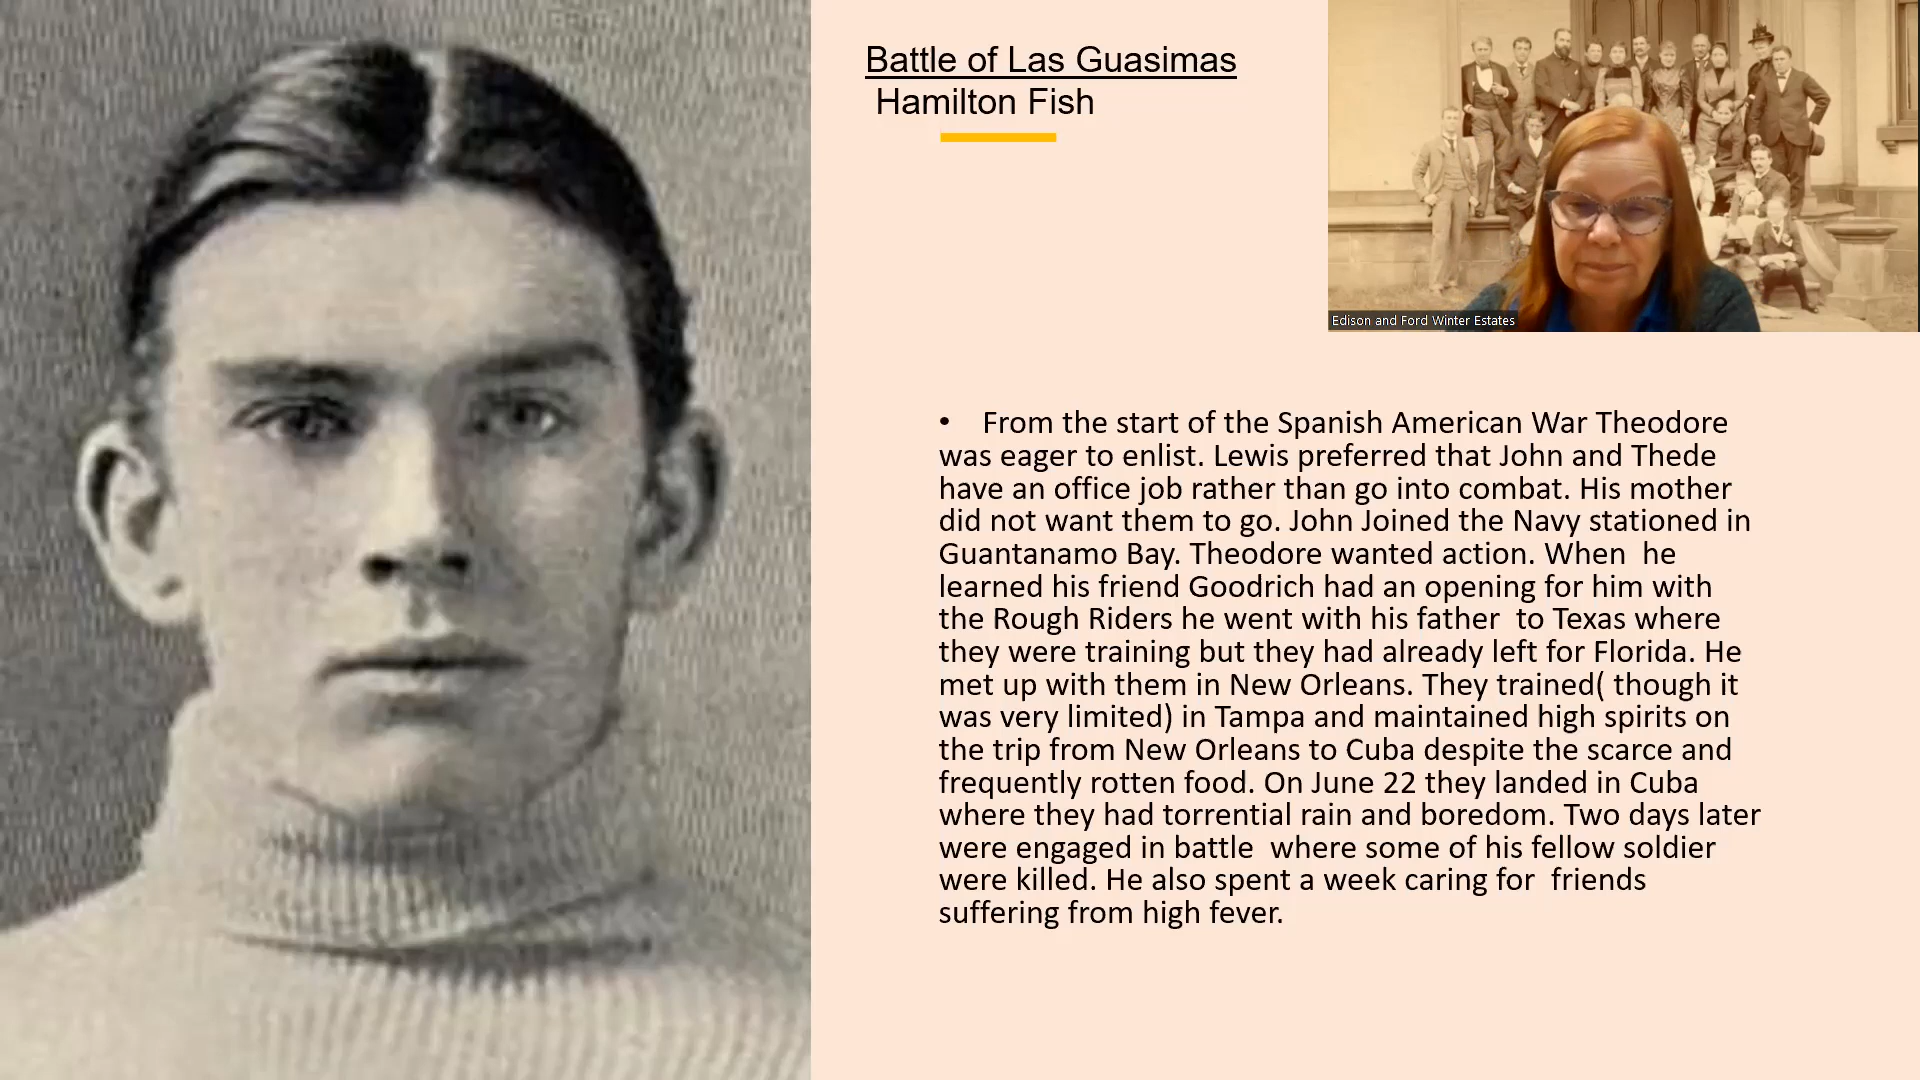 Battle of Las Guasimas
Hamilton Fish
Edison and Ford Winter Estates
• From the start of the Spanish American War Theodore
was eager to enlist. Lewis preferred that John and Thede
have an office job rather than go into combat. His mother
did not want them to go. John Joined the Navy stationed in
Guantanamo Bay. Theodore wanted action. When  he
learned his friend Goodrich had an opening for him with
the Rough Riders he went with his father  to Texas where
they were training but they had already left for Florida. He
met up with them in New Orleans. They trained( though it
was very limited) in Tampa and maintained high spirits on
the trip from New Orleans to Cuba despite the scarce and
frequently rotten food. On June 22 they landed in Cuba
where they had torrential rain and boredom. Two days later
were engaged in battle  where some of his fellow soldier
were killed. He also spent a week caring for  friends
suffering from high fever.